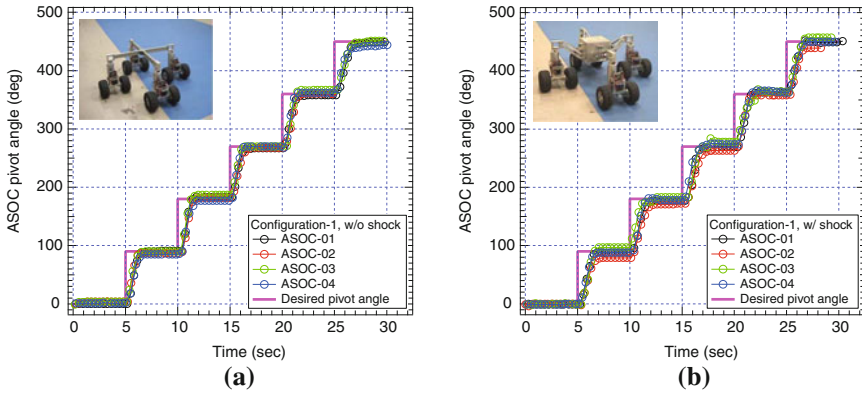 500
400
300
200
100
0
ASOC pivot angle (deg)
Configuration-1, w/o shock
ASOC-01
ASOC-02
ASOC-03
ASOC-04
Desired pivot angle
0 5 10 15 20 25 30
Time (sec)
(a)
500
400
300
200
100
0
ASOC pivot angle (deg)
Configuration-1, w/ shock
ASOC-01
ASOC-02
ASOC-03
ASOC-04
Desired pivot angle
0 5 10 15 20 25 30
Time (sec)
(b)